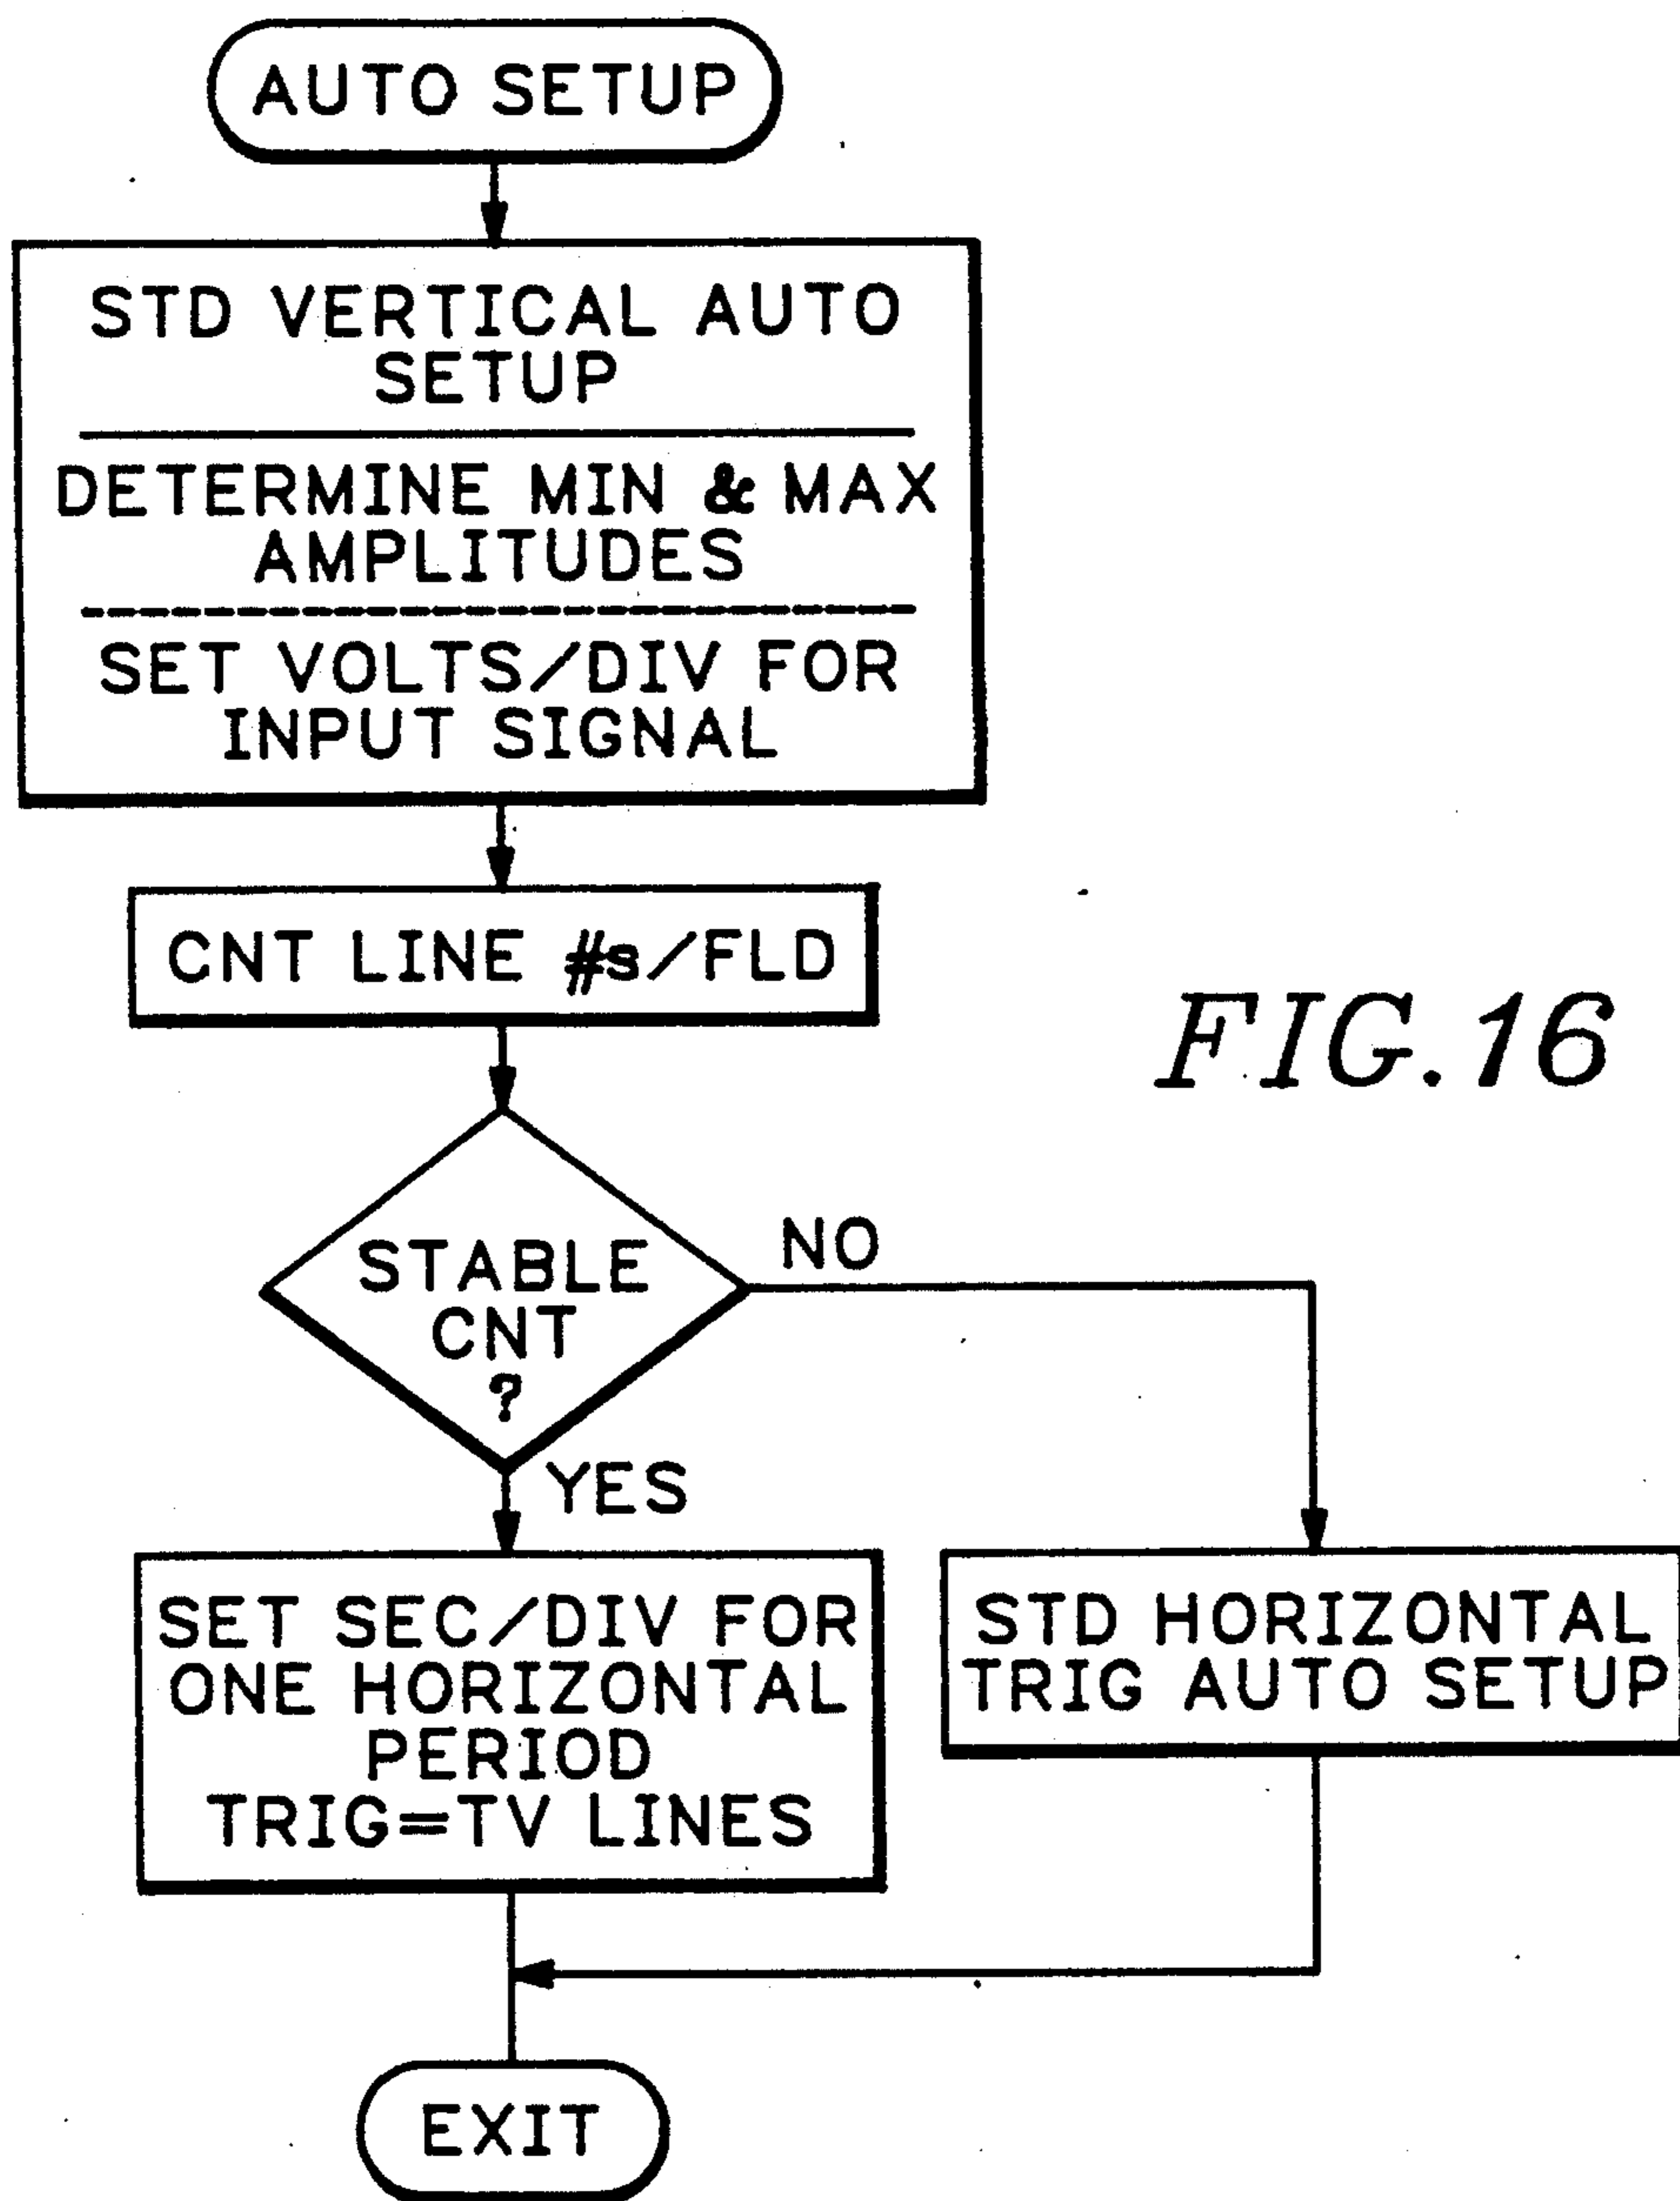 AUTO SETUP
STD VERTICAL AUTO
SETUP
DETERMINE MIN & MAX
AMPLITUDES
SET VOLTS/DIV FOR
INPUT SIGNAL
CNT LINE #s/FLD
FIG.16
STABLE
CNT
?
NO
YES
SET SEC/DIV FOR
ONE HORIZONTAL
PERIOD
TRIG=TV LINES
STD HORIZONTAL
TRIG AUTO SETUP
EXIT